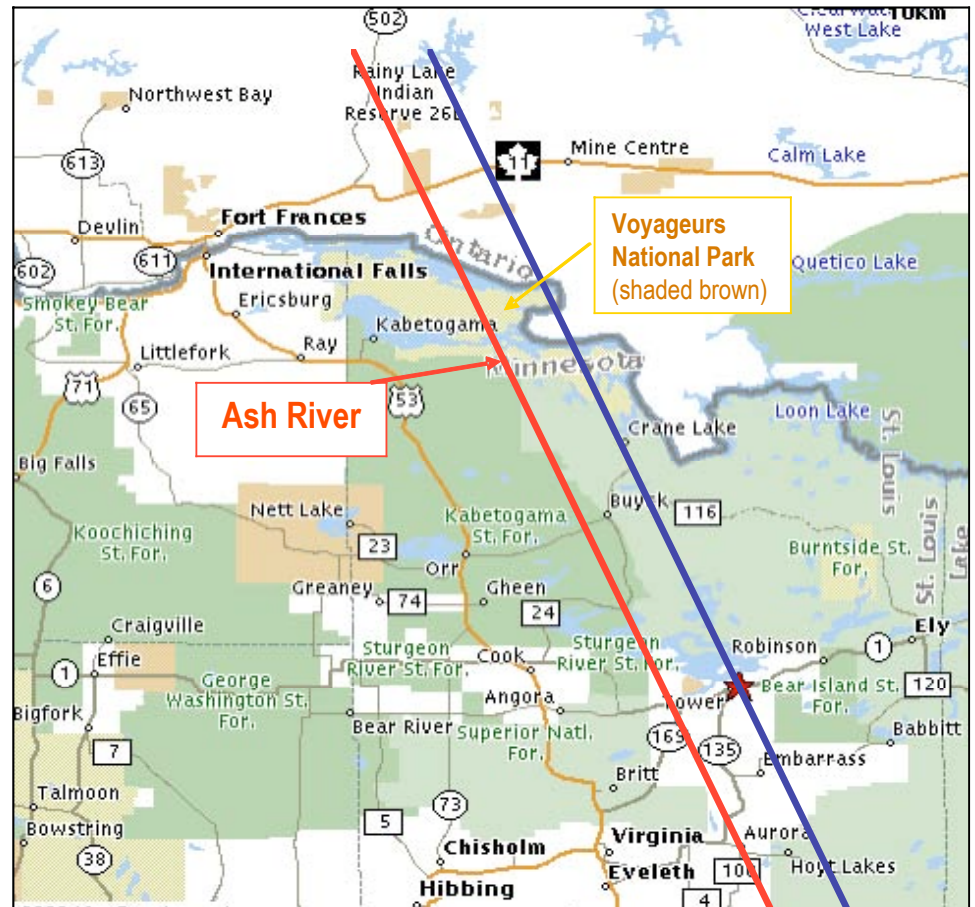 502
Clearwater
West Lake
10km
Rainy Lake
Indian
Reserve 26D
Northwest Bay
613
11
Mine Centre
Calm Lake
Devlin
Fort Frances
Ontario
Voyageurs
National Park
(shaded brown)
602
611
International Falls
Quetico Lake
Smokey Bear
St. For.
Ericsburg
Kabetogama
Littlefork
Ray
Minnesota
71
65
Ash River
53
Loon Lake
Crane Lake
St. Louis
Big Falls
Nett Lake
Kabetogama
St. For.
Buyck
116
Koochiching
St. For.
23
Orr
Burntside St.
For.
St. Louis
Lake
6
Greaney
74
Gheen
24
Craigville
Ely
Effie
1
Sturgeon
River St. For.
Cook
Sturgeon
River St. For.
Robinson
1
George
Washington St.
For.
Angora
Tower
Bear Island St.
For.
120
Bigfork
Bear River
Superior Natl.
For.
169
135
Babbitt
7
Embarrass
Britt
Talmoon
73
Bowstring
5
Virginia
Aurora
38
Chisholm
Eveleth
100
Hoyt Lakes
Hibbing
4